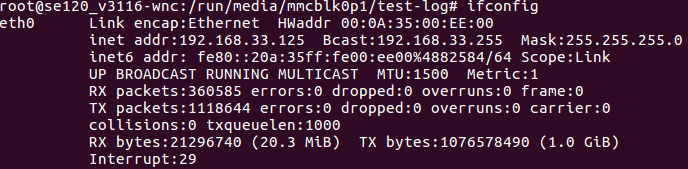 root@se120_v3116-wnc:/run/media/mmcblk0p1/test-log# ifconfig
eth0      Link encap:Ethernet  HWaddr 00:0A:35:00:EE:00
          inet addr:192.168.33.125  Bcast:192.168.33.255  Mask:255.255.255.0
          inet6 addr: fe80::20a:35ff:fe00:ee00%4882584/64 Scope:Link
          UP BROADCAST RUNNING MULTICAST  MTU:1500  Metric:1
          RX packets:360585 errors:0 dropped:0 overruns:0 frame:0
          TX packets:1118644 errors:0 dropped:0 overruns:0 carrier:0
          collisions:0 txqueuelen:1000
          RX bytes:21296740 (20.3 MiB)  TX bytes:1076578490 (1.0 GiB)
          Interrupt:29